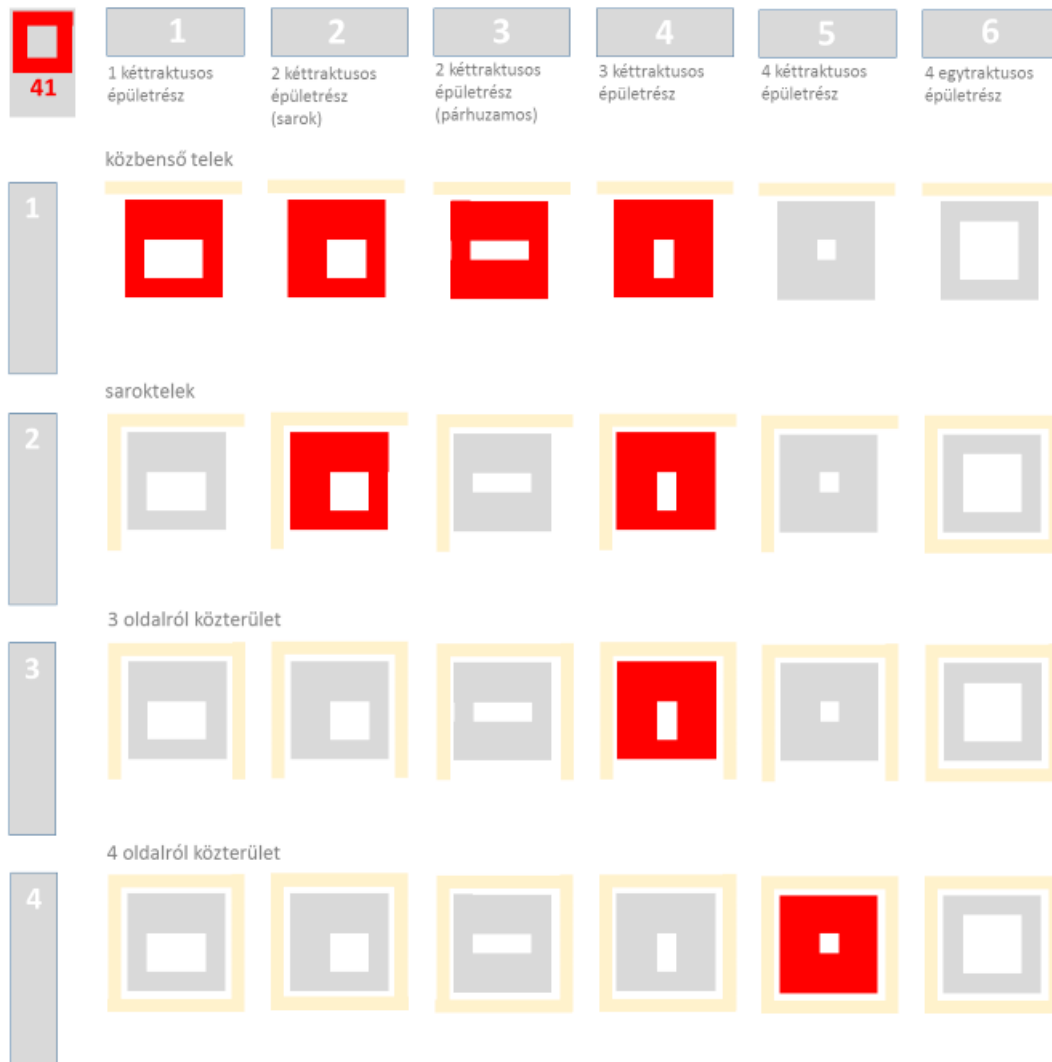 41
1
2
3
4
5
6
1 kéttraktusos
épületrész
2 kéttraktusos
épületrész
(sarok)
2 kéttraktusos
épületrész
(párhuzamos)
3 kéttraktusos
épületrész
4 kéttraktusos
épületrész
4 egytraktusos
épületrész
közbenső telek
1
saroktelek
2
3 oldalról közterület
3
4 oldalról közterület
4